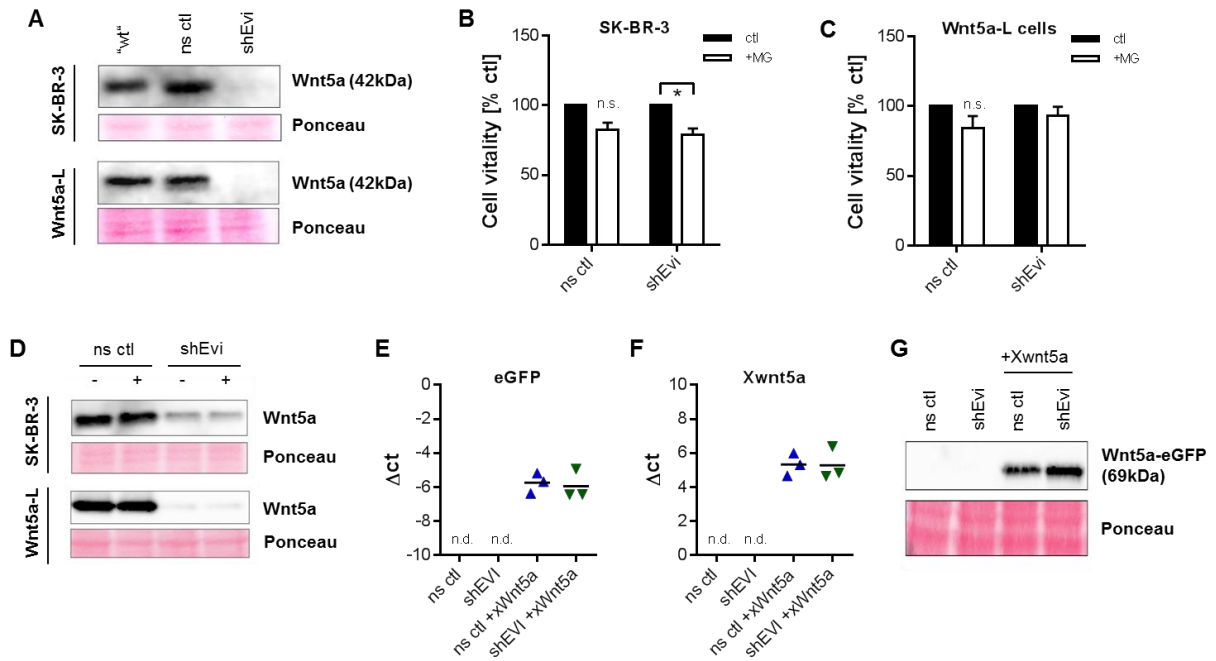 A
"wt"
ns ctl
shEvi
SK-BR-3
Wnt5a (42kDa)
Ponceau
Wnt5a-L
Wnt5a (42kDa)
Ponceau
B
SK-BR-3
Cell vitality [% ctl]
150
100
50
0
n.s.
*
ctl
+MG
ns ctl
shEvi
C
Wnt5a-L cells
Cell vitality [% ctl]
150
100
50
0
n.s.
ctl
+MG
ns ctl
shEvi
D
ns ctl
shEvi
- + - +
SK-BR-3
Wnt5a
Ponceau
Wnt5a-L
Wnt5a
Ponceau
E
eGFP
Δct
0
-2
-4
-6
-8
-10
n.d.
n.d.
ns ctl
shEVI
ns ctl +xWnt5a
shEVI +xWnt5a
F
Xwnt5a
Δct
10
8
6
4
2
0
n.d.
n.d.
ns ctl
shEVI
ns ctl +xWnt5a
shEVI +xWnt5a
G
+Xwnt5a
ns ctl
shEvi
ns ctl
shEvi
Wnt5a-eGFP
(69kDa)
Ponceau